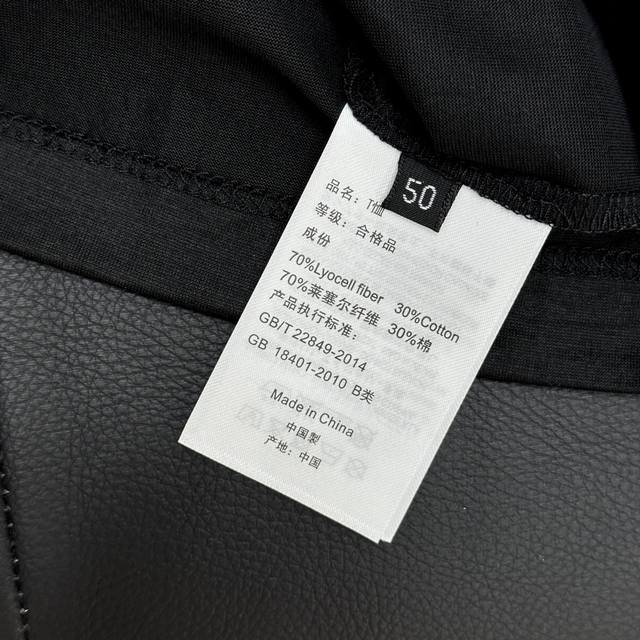 50
品名：T恤
等级：合格品
成份
70%Lyocell fiber 30%Cotton
70%莱塞尔纤维 30%棉
产品执行标准：
GB/T 22849-2014
GB 18401-2010 B类
Made in China
中国製
产地：中国